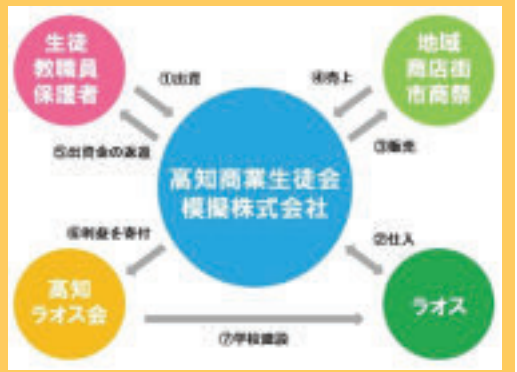 生徒
教職員
保護者
地域
商店街
市商祭
①出資
④売上
⑤出資金の返還
③販売
高知商業生徒会
模擬株式会社
⑥利益を寄付
②仕入
高知
ラオス会
ラオス
⑦学校建設